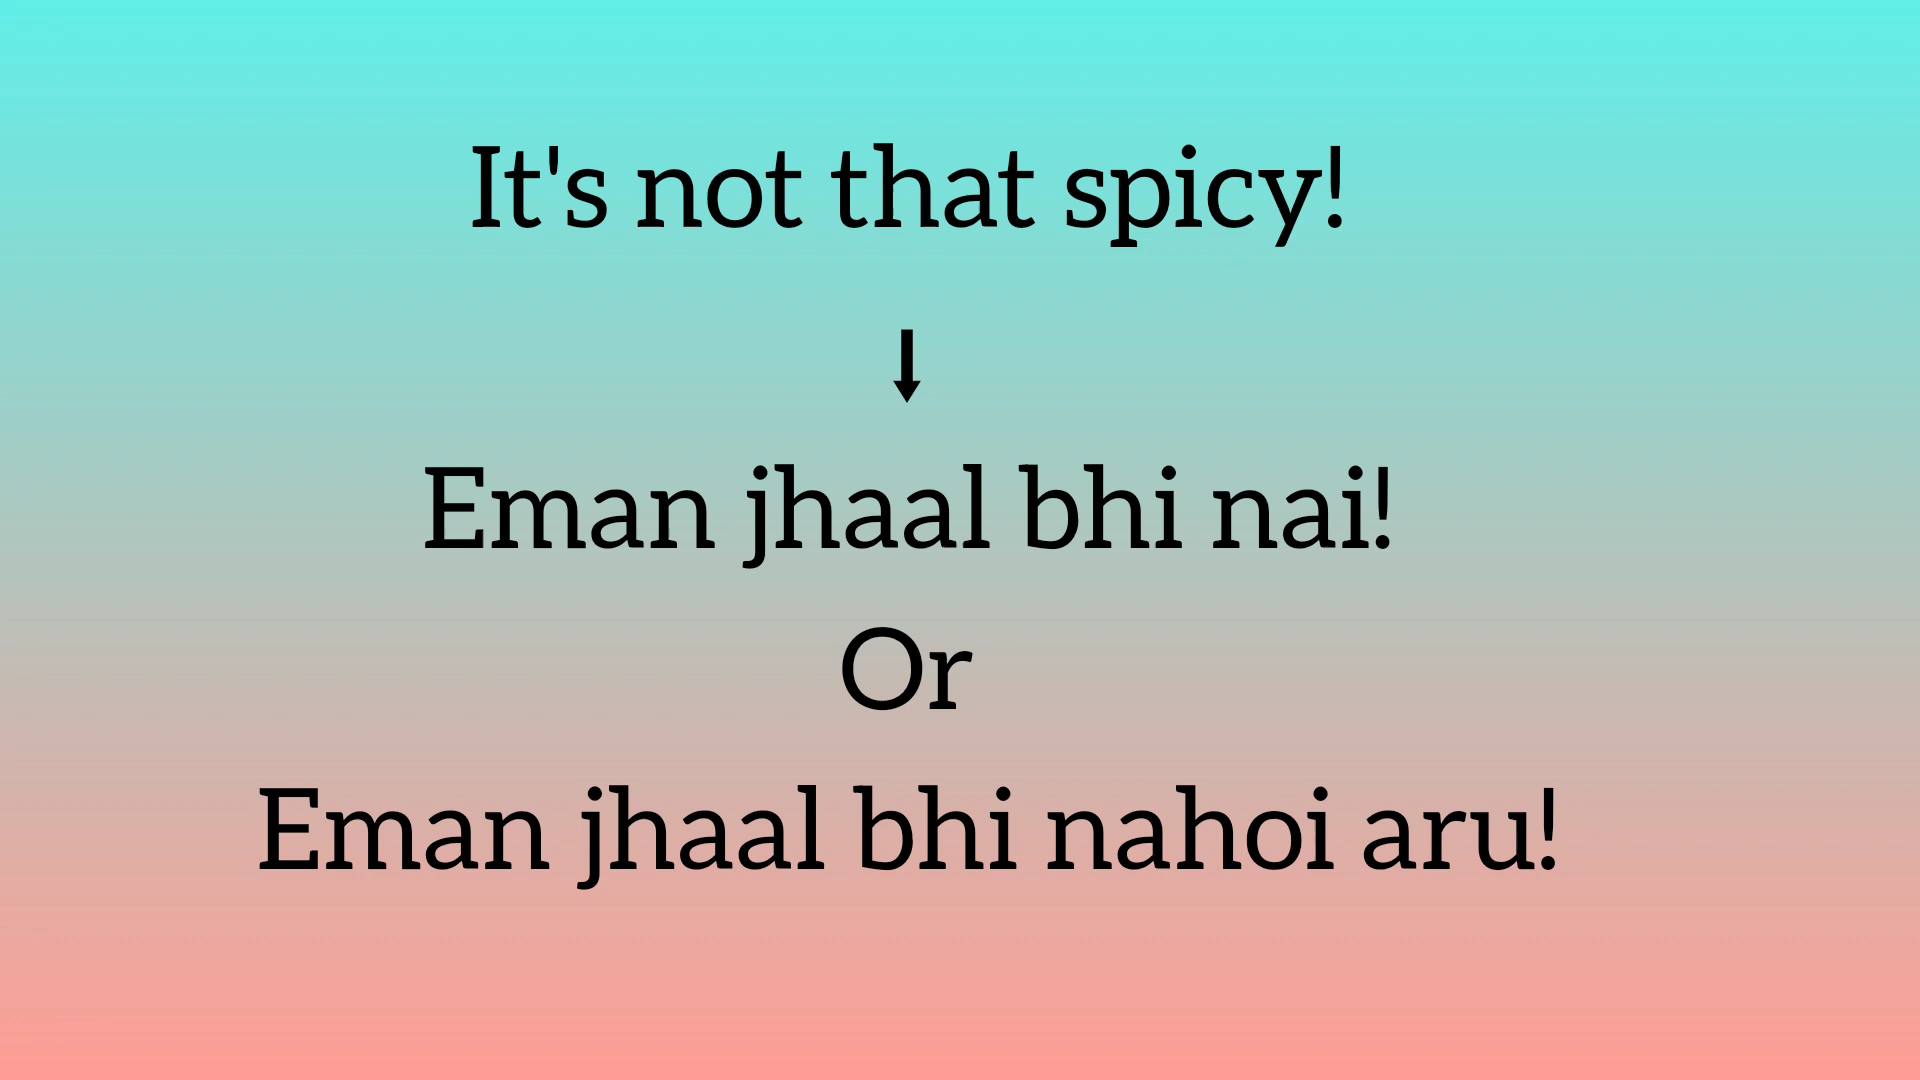 It's not that spicy!
Eman jhaal bhi nai!
Or
Eman jhaal bhi nahoi aru!